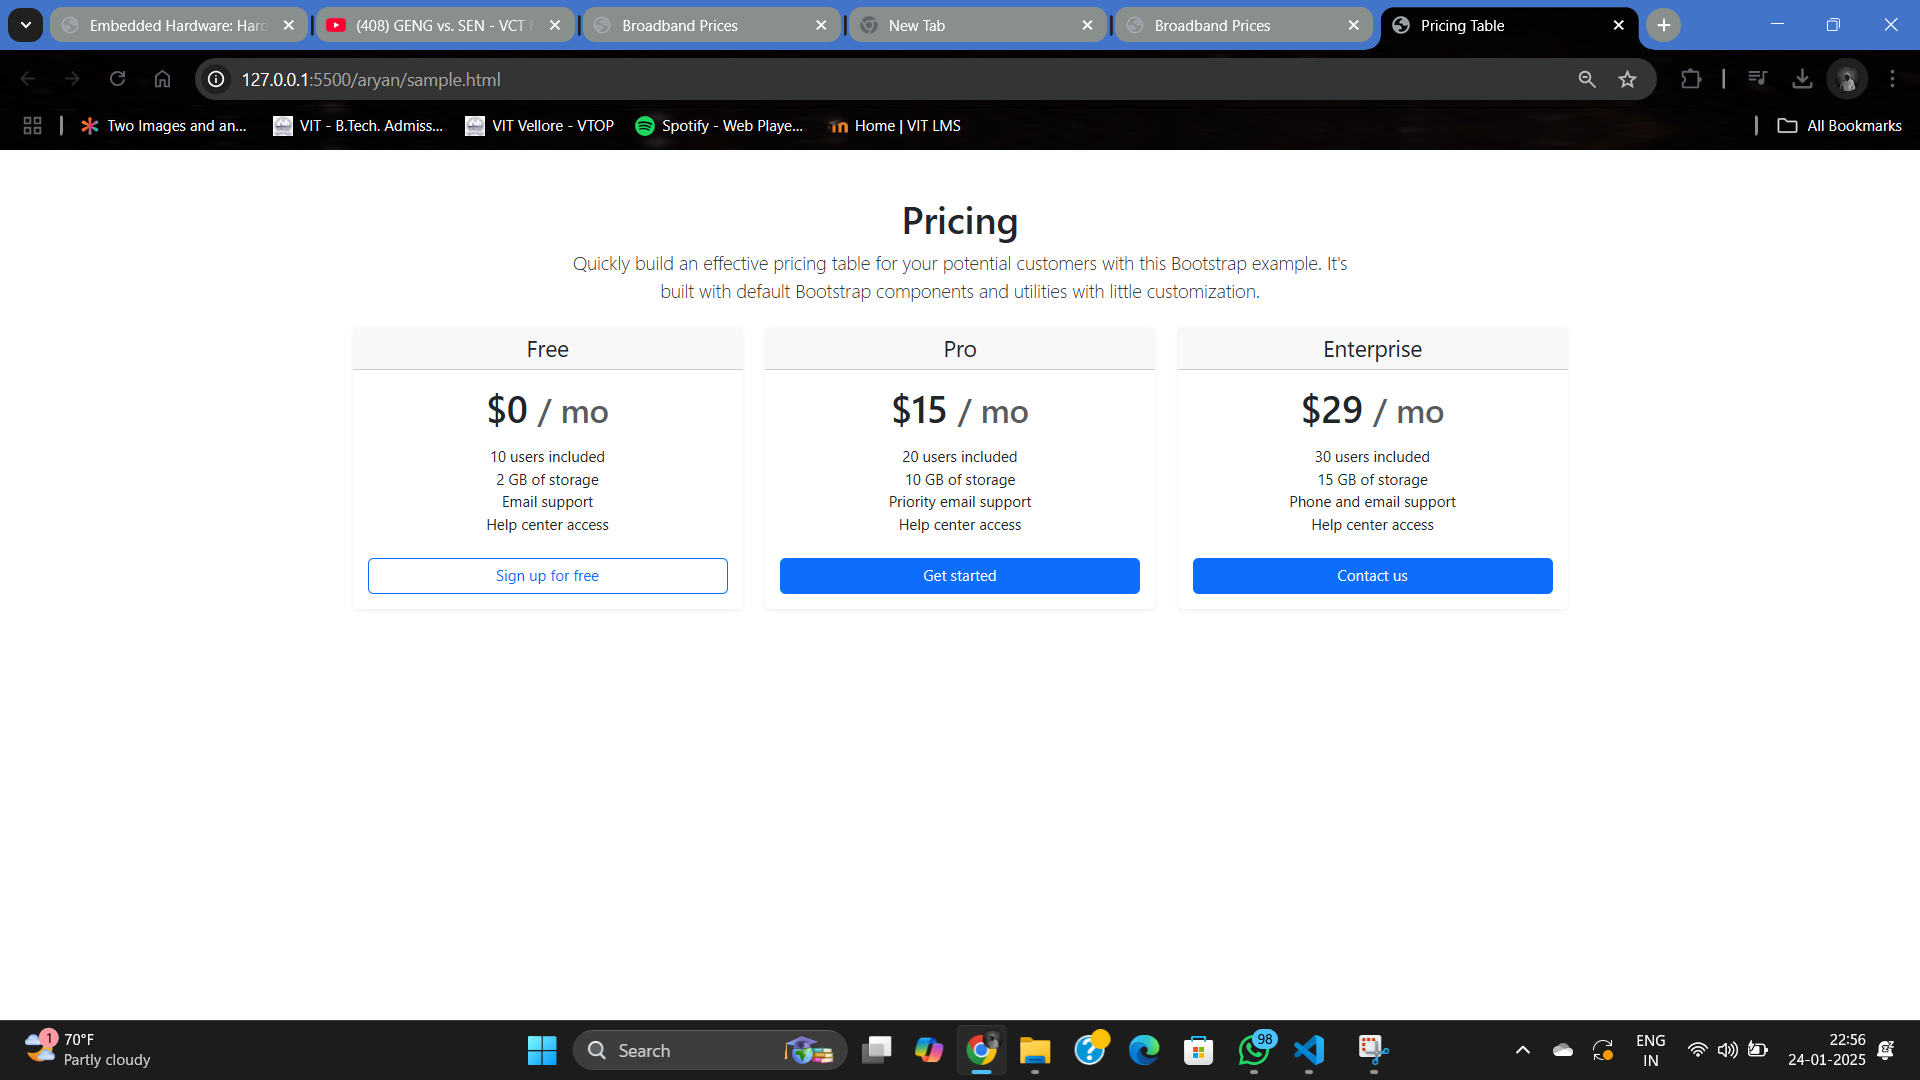 Embedded Hardware: Hard
(408) GENG vs. SEN - VCT
Broadband Prices
New Tab
Broadband Prices
Pricing Table
127.0.0.1:5500/aryan/sample.html
Two Images and an...
VIT - B.Tech. Admiss...
VIT Vellore - VTOP
Spotify - Web Playe...
Home | VIT LMS
All Bookmarks
Pricing
Quickly build an effective pricing table for your potential customers with this Bootstrap example. It's
built with default Bootstrap components and utilities with little customization.
Free
$0 / mo
10 users included
2 GB of storage
Email support
Help center access
Sign up for free
Pro
$15 / mo
20 users included
10 GB of storage
Priority email support
Help center access
Get started
Enterprise
$29 / mo
30 users included
15 GB of storage
Phone and email support
Help center access
Contact us
1
70°F
Partly cloudy
Search
98
ENG
IN
22:56
24-01-2025